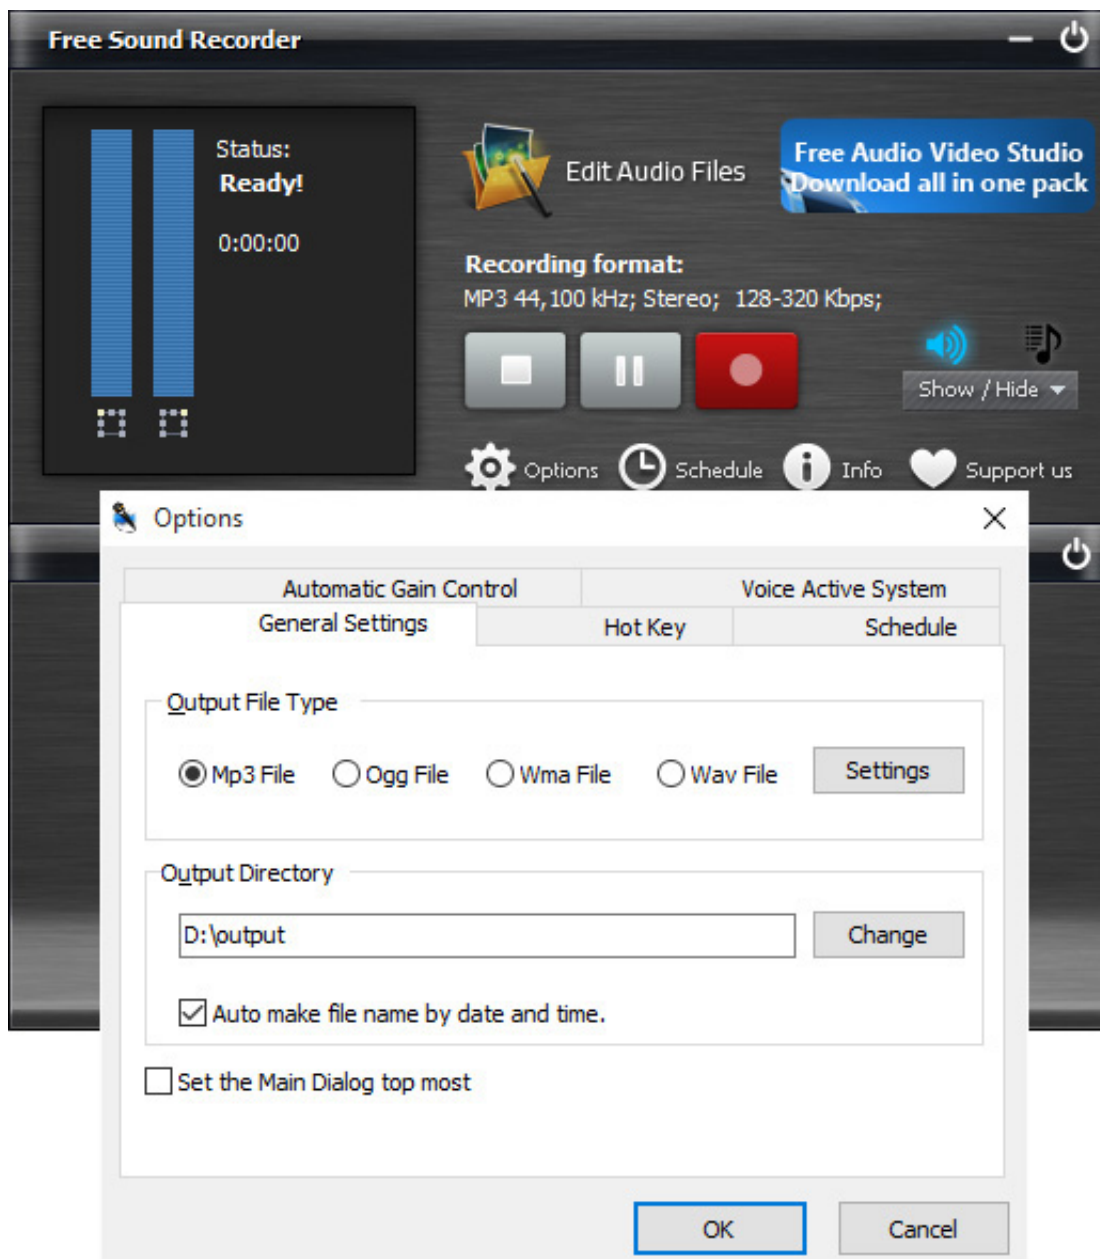 Free Sound Recorder
Status:
Ready!
0:00:00
Edit Audio Files
Free Audio Video Studio
Download all in one pack
Recording format:
MP3 44,100 kHz; Stereo; 128-320 Kbps;
Show / Hide
Options Schedule Info Support us
Options
Automatic Gain Control Voice Active System
General Settings Hot Key Schedule
Output File Type
Mp3 File Ogg File Wma File Wav File Settings
Output Directory
D:\output Change
Auto make file name by date and time.
Set the Main Dialog top most
OK Cancel